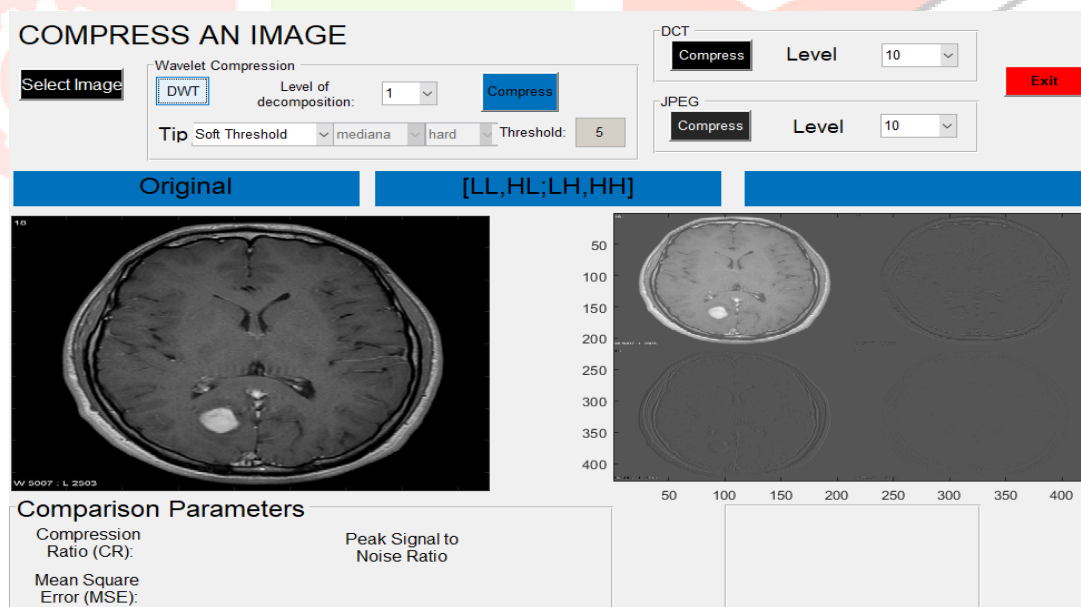 COMPRESS AN IMAGE
Select Image
Wavelet Compression
DWT
Level of
decomposition:
1
Compress
Tip
Soft Threshold
mediana
hard
Threshold:
5
DCT
Compress
Level
10
JPEG
Compress
Level
10
Exit
Original
[LL,HL;LH,HH]
18
W 5007 : L 2503
50
100
150
200
250
300
350
400
50
100
150
200
250
300
350
400
Comparison Parameters
Compression
Ratio (CR):
Peak Signal to
Noise Ratio
Mean Square
Error (MSE):